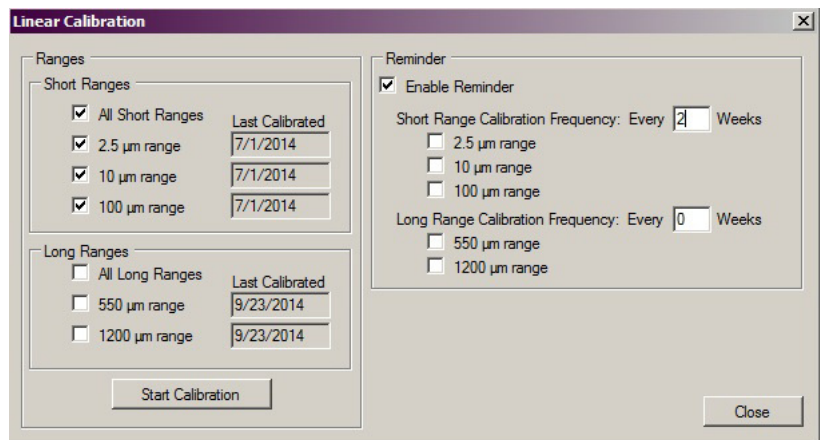 Linear Calibration
Ranges
Short Ranges
All Short Ranges
Last Calibrated
2.5 µm range 7/1/2014
10 µm range 7/1/2014
100 µm range 7/1/2014
Long Ranges
All Long Ranges
Last Calibrated
550 µm range 9/23/2014
1200 µm range 9/23/2014
Start Calibration
Reminder
Enable Reminder
Short Range Calibration Frequency: Every 2 Weeks
2.5 µm range
10 µm range
100 µm range
Long Range Calibration Frequency: Every 0 Weeks
550 µm range
1200 µm range
Close